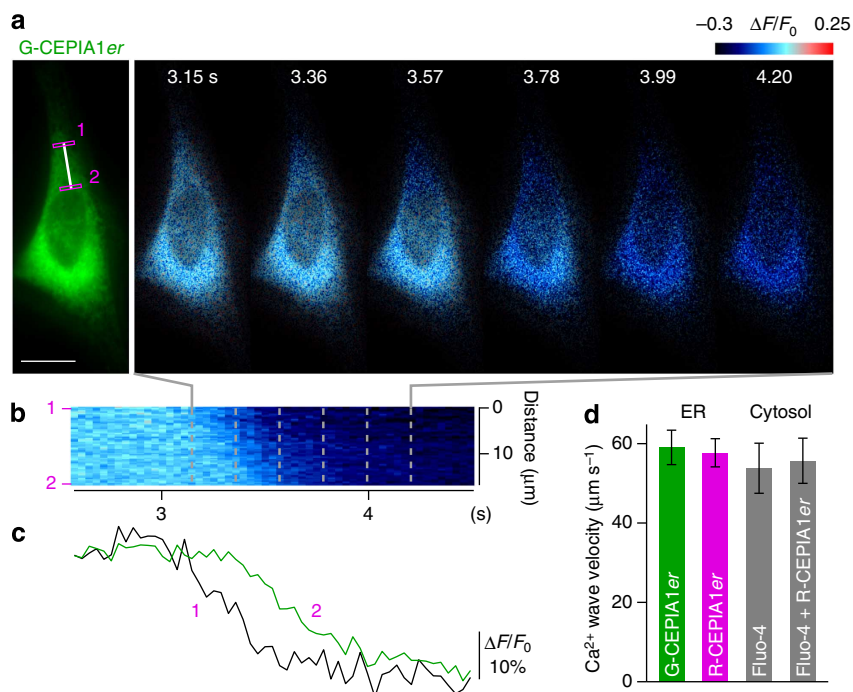 a
G-CEPIA1er
−0.3 ΔF/F0 0.25
1
2
3.15 s 3.36 3.57 3.78 3.99 4.20
b
1
2
0
10
Distance (μm)
3 4 (s)
c
1
2
ΔF/F0
10%
d
ER Cytosol
Ca2+ wave velocity (μm s−1)
60
40
20
0
G-CEPIA1er
R-CEPIA1er
Fluo-4
Fluo-4 + R-CEPIA1er